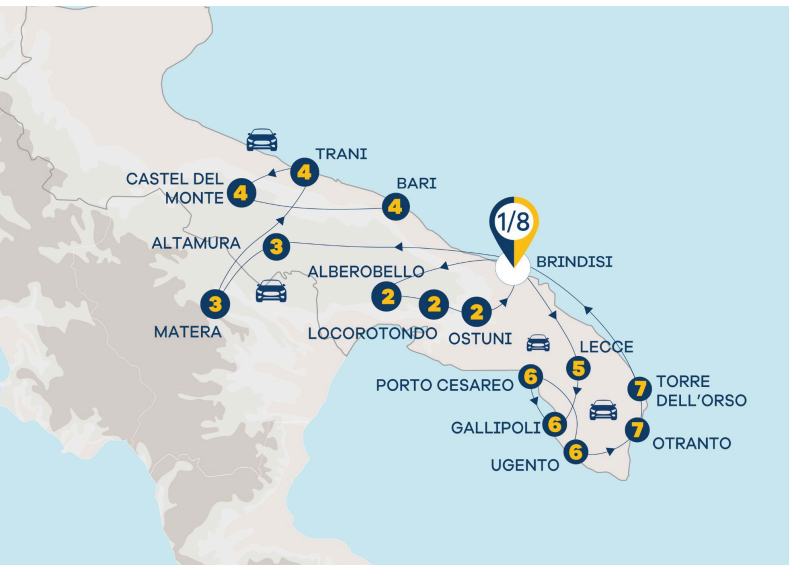 TRANI
4
CASTEL DEL
MONTE
4
BARI
4
1/8
BRINDISI
ALTAMURA
3
ALBEROBELLO
2
2
2
3
MATERA
LOCOROTONDO
OSTUNI
LECCE
5
PORTO CESAREO
6
7
TORRE
DELL'ORSO
GALLIPOLI
6
7
OTRANTO
UGENTO
6